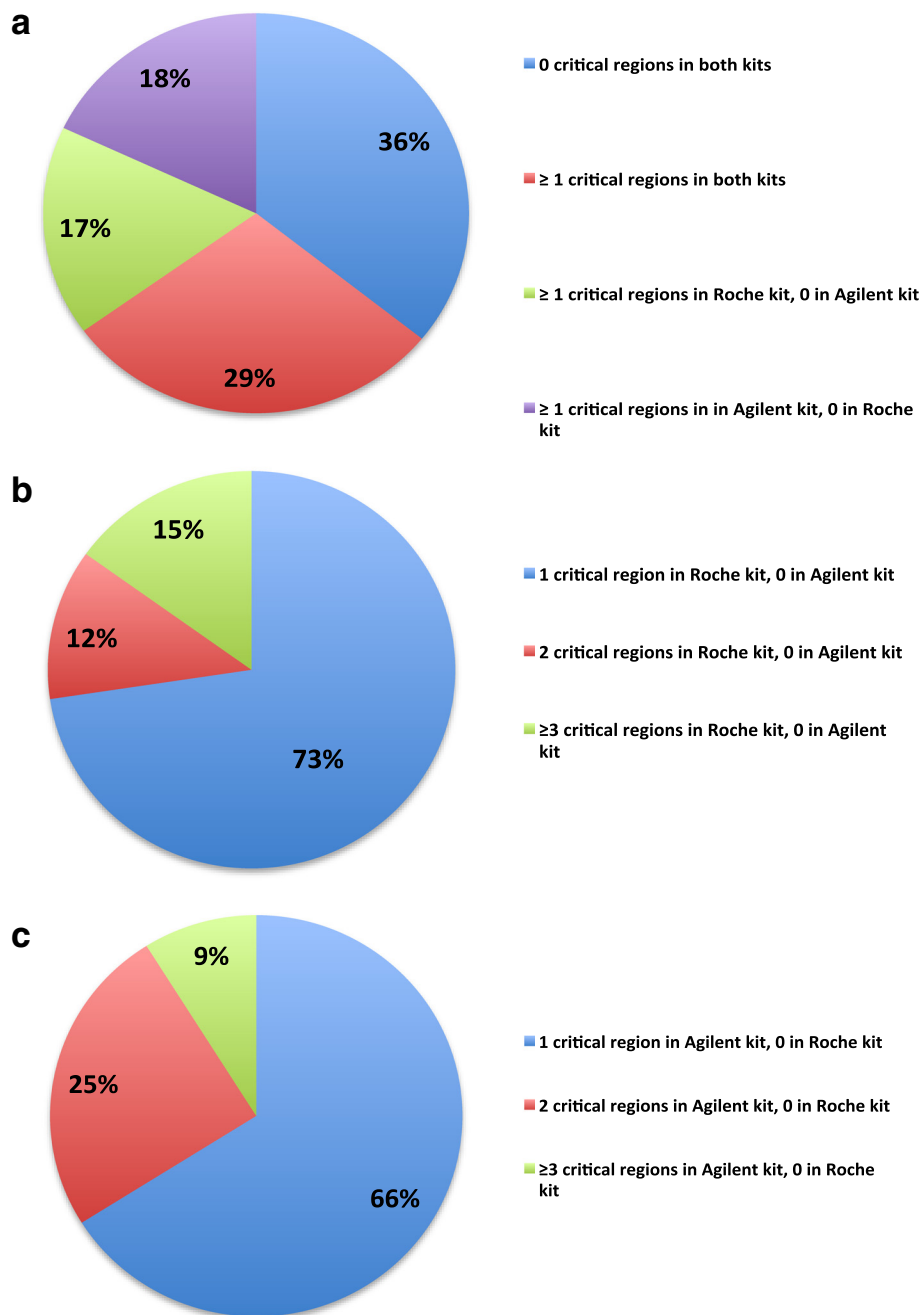 a
18%
36%
17%
29%
0 critical regions in both kits
≥ 1 critical regions in both kits
≥ 1 critical regions in Roche kit, 0 in Agilent kit
≥ 1 critical regions in in Agilent kit, 0 in Roche
kit
b
15%
12%
73%
1 critical region in Roche kit, 0 in Agilent kit
2 critical regions in Roche kit, 0 in Agilent kit
≥3 critical regions in Roche kit, 0 in Agilent
kit
c
9%
25%
66%
1 critical region in Agilent kit, 0 in Roche kit
2 critical regions in Agilent kit, 0 in Roche kit
≥3 critical regions in Agilent kit, 0 in Roche
kit